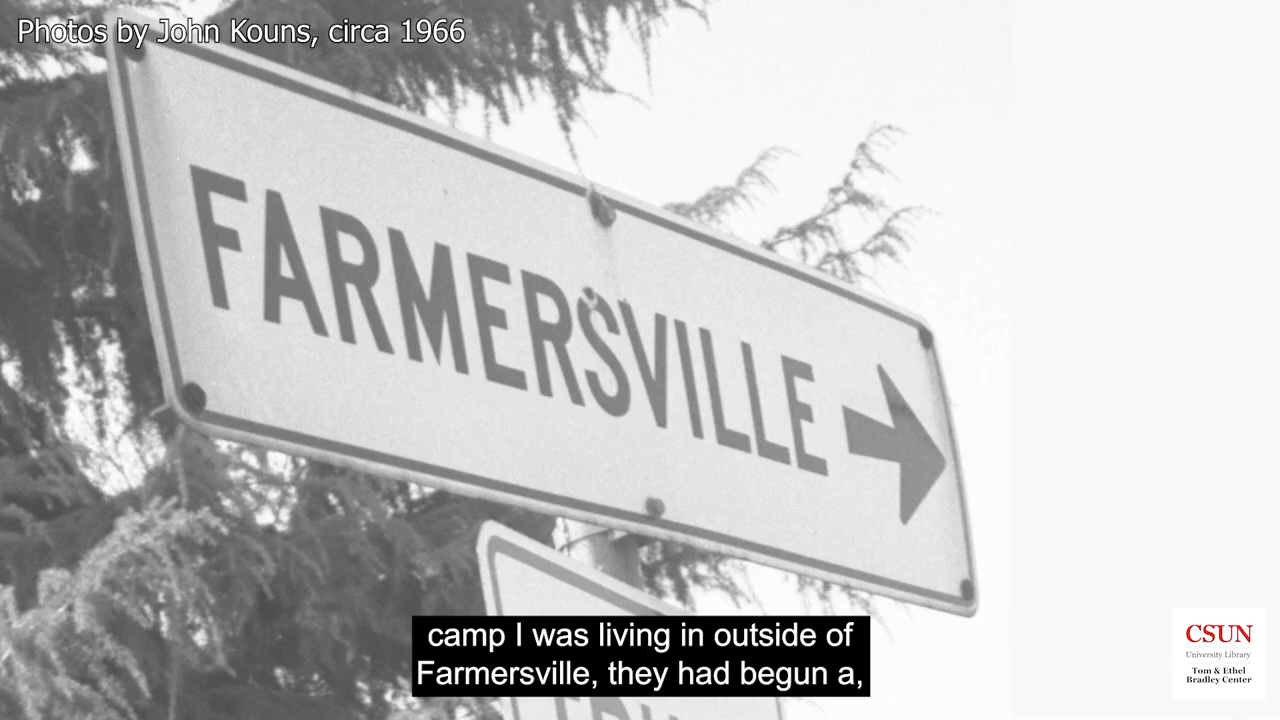 Photos by John Kouns, circa 1966
FARMERSVILLE
camp I was living in outside of
Farmersville, they had begun a,
CSUN
University Library
Tom & Ethel
Bradley Center